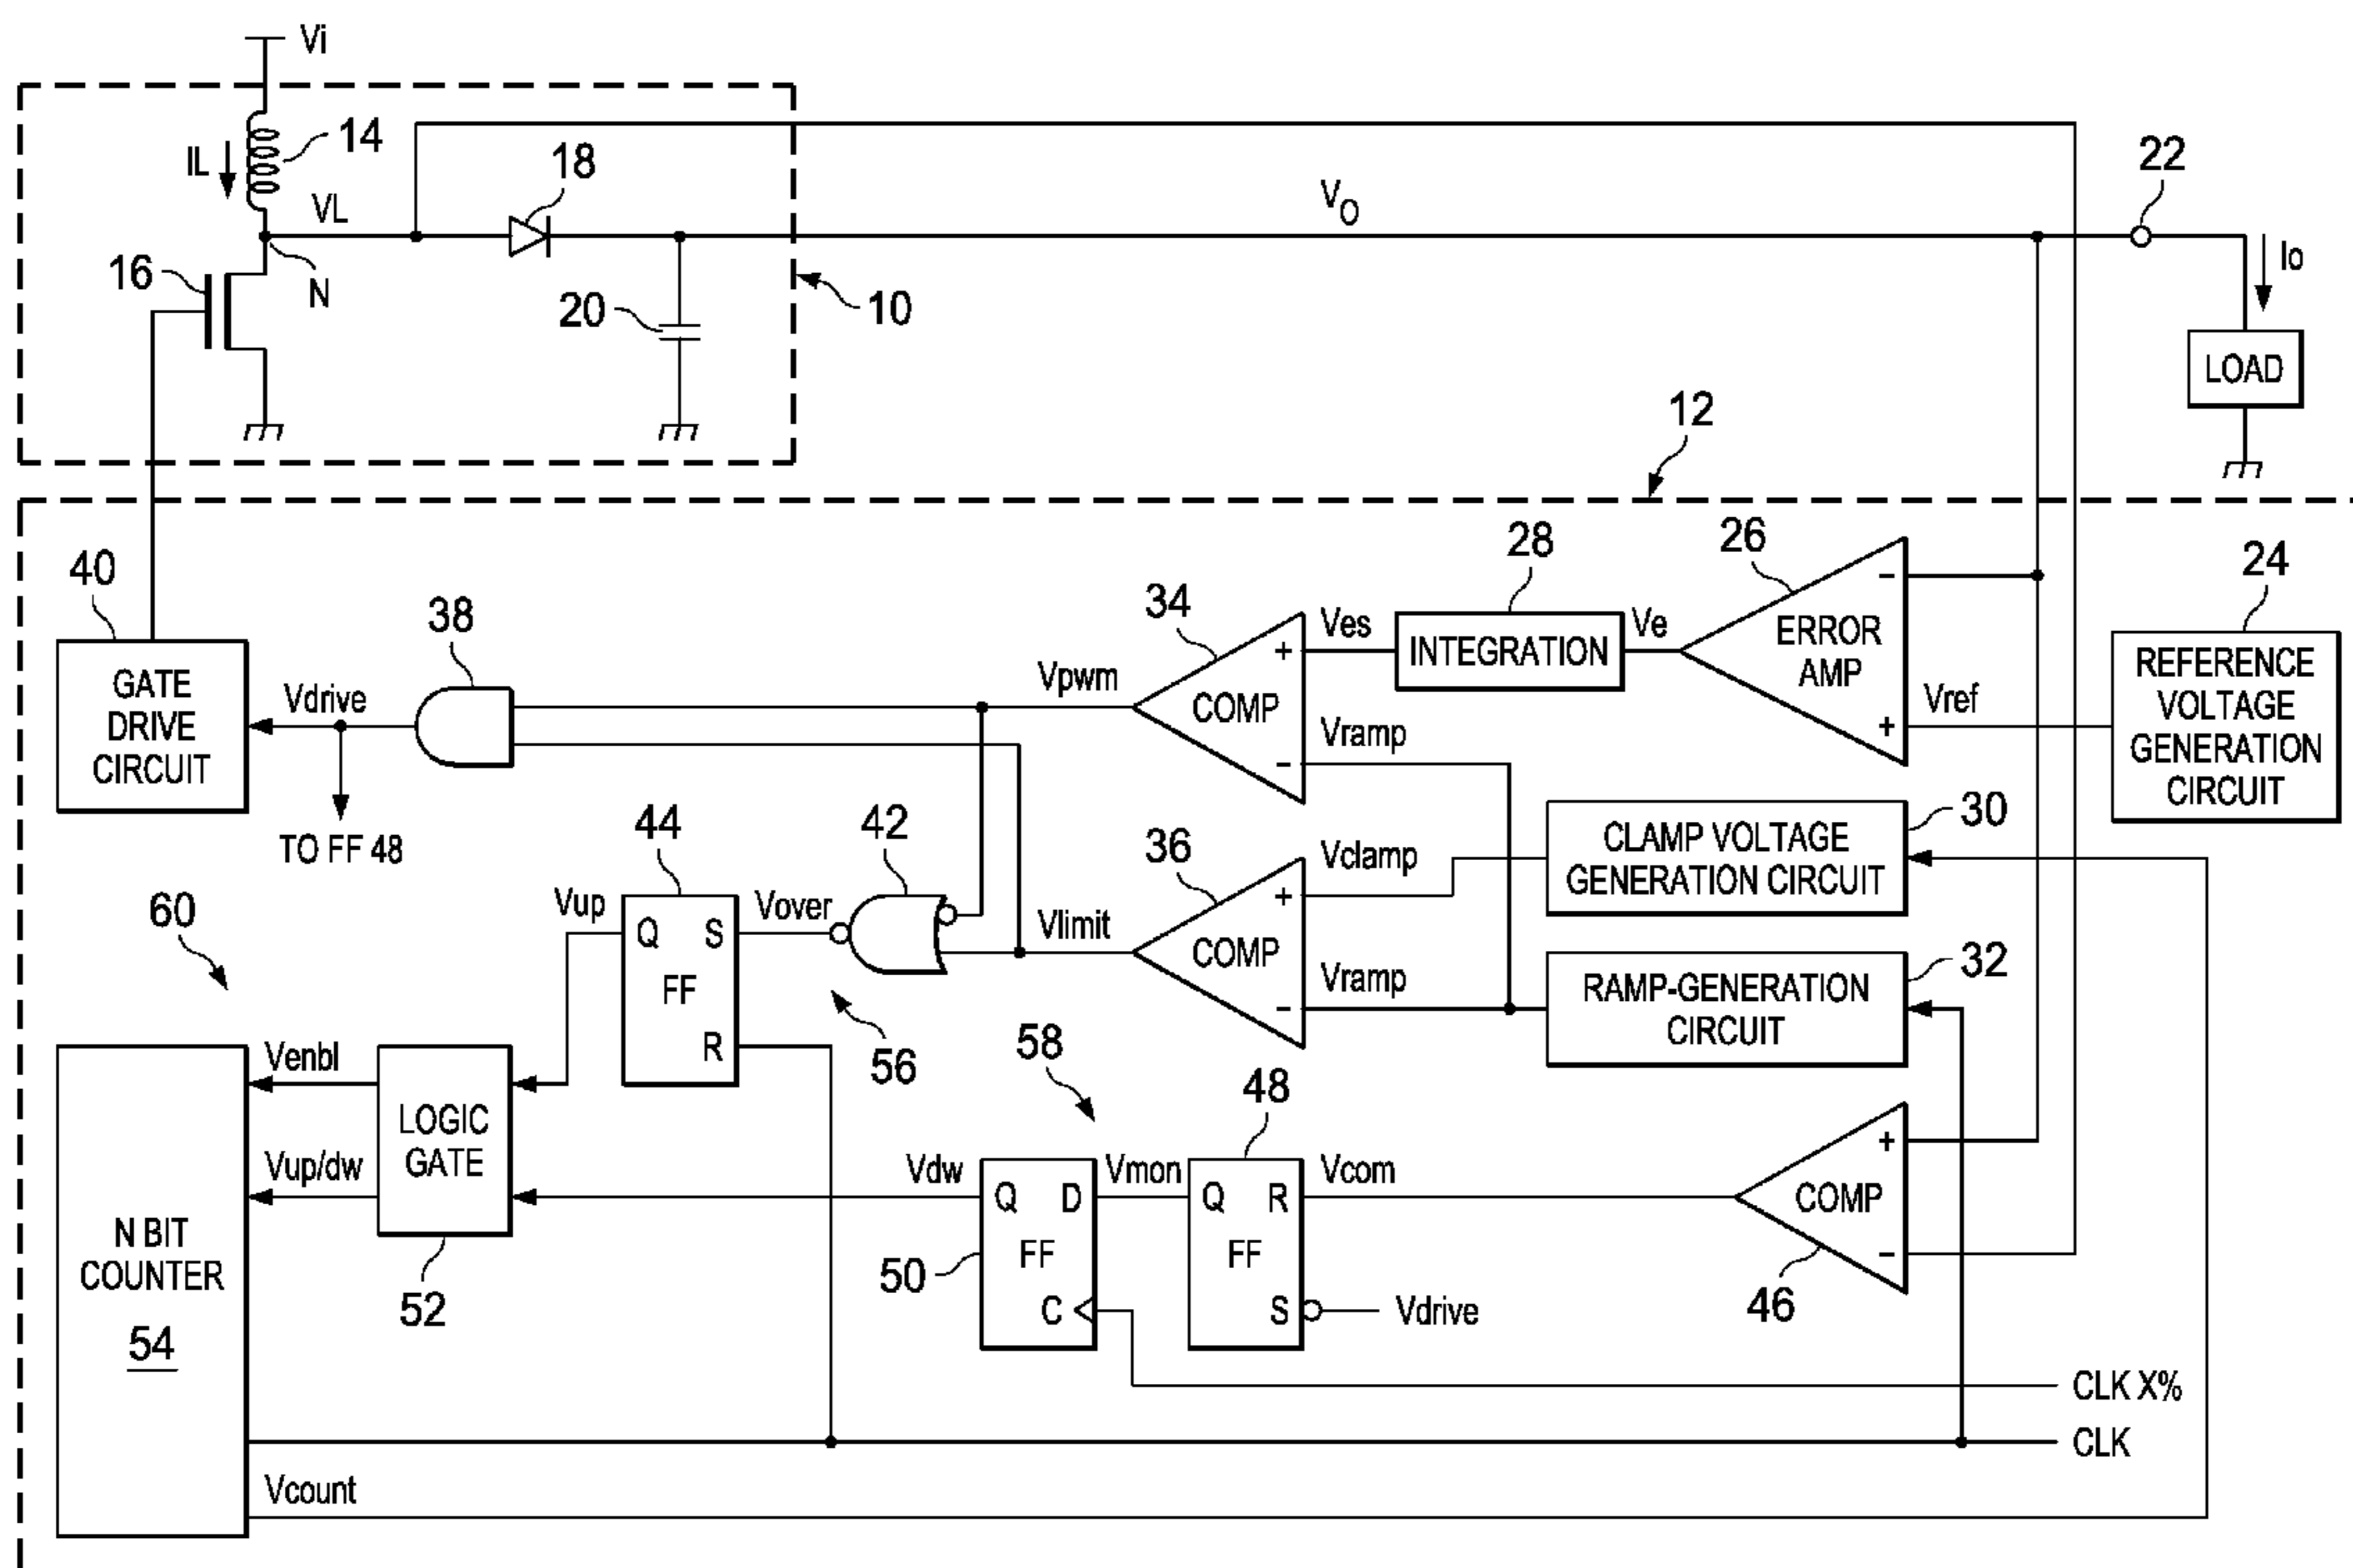 Vi
14
IL
18
22
VL
VO
16
N
Io
20
10
LOAD
12
28
26
24
40
38
34
Ves
INTEGRATION
Ve
-
ERROR
AMP
REFERENCE
VOLTAGE
GENERATION
CIRCUIT
+
GATE
DRIVE
CIRCUIT
Vdrive
Vpwm
COMP
Vramp
-
Vref
+
TO FF 48
44
42
36
Vclamp
CLAMP VOLTAGE
GENERATION CIRCUIT
30
60
Vup
Q
S
FF
R
Vover
Vlimit
+
COMP
-
Vramp
RAMP-GENERATION
CIRCUIT
32
56
58
48
Venbl
LOGIC
GATE
Vup/dw
Vdw
Q
D
FF
C
Vmon
Q
R
FF
S
Vcom
+
COMP
-
N BIT
COUNTER
54
52
50
Vdrive
46
CLK X%
CLK
Vcount